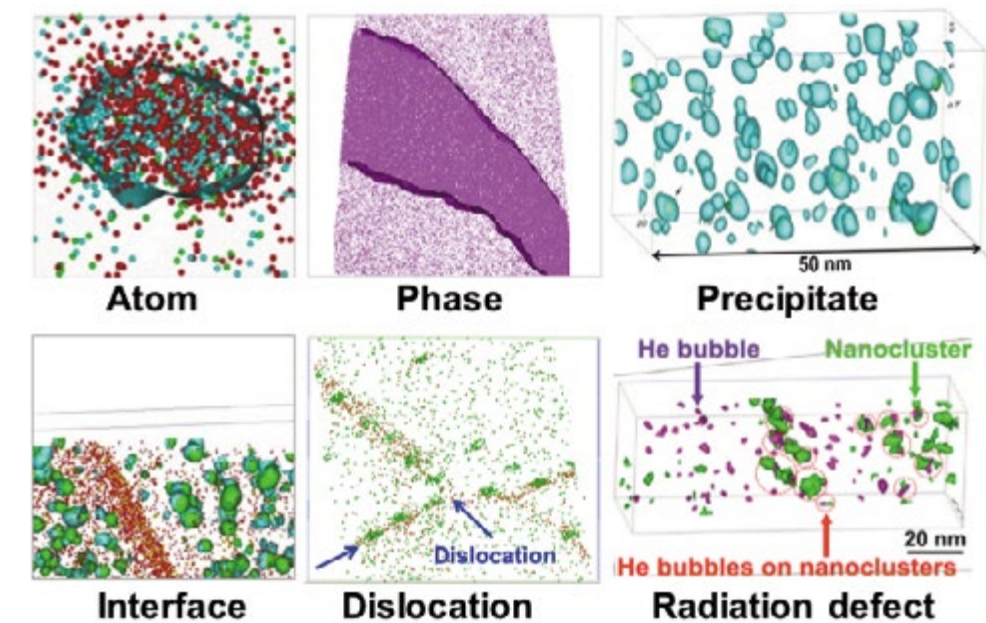 50 nm
Atom
Phase
Precipitate
He bubble
Nanocluster
Dislocation
20 nm
He bubbles on nanoclusters
Interface
Dislocation
Radiation defect